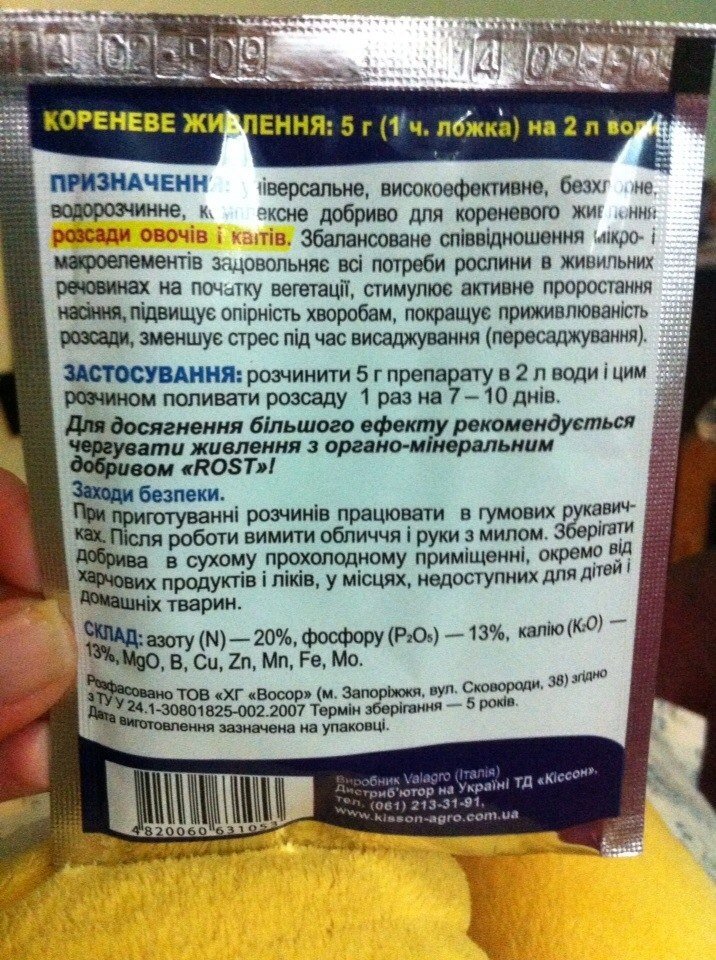 14 02-R09 14 02-R0
КОРЕНЕВЕ ЖИВЛЕННЯ: 5 г (1 ч. ложка) на 2 л води
ПРИЗНАЧЕННЯ: універсальне, високоефективне, безхлорне,
водорозчинне, комплексне добриво для кореневого живлення
розсади овочів і квітів. Збалансоване співвідношення мікро- і
макроелементів задовольняє всі потреби рослини в живильних
речовинах на початку вегетації, стимулює активне проростання
насіння, підвищує опірність хворобам, покращує приживлюваність
розсади, зменшує стрес під час висаджування (пересаджування).
ЗАСТОСУВАННЯ: розчинити 5 г препарату в 2 л води і цим
розчином поливати розсаду 1 раз на 7 – 10 днів.
Для досягнення більшого ефекту рекомендується
чергувати живлення з органо-мінеральним
добривом «ROST»!
Заходи безпеки.
При приготуванні розчинів працювати в гумових рукавич-
ках. Після роботи вимити обличчя і руки з милом. Зберігати
добрива в сухому прохолодному приміщенні, окремо від
харчових продуктів і ліків, у місцях, недоступних для дітей і
домашніх тварин.
СКЛАД: азоту (N) — 20%, фосфору (P₂O₅) — 13%, калію (K₂O) —
13%, MgO, B, Cu, Zn, Mn, Fe, Mo.
Розфасовано ТОВ «ХГ «Восор» (м. Запоріжжя, вул. Сковороди, 38) згідно
з ТУ У 24.1-30801825-002.2007 Термін зберігання — 5 років.
Дата виготовлення зазначена на упаковці.
Виробник Valagro (Італія)
Дистриб'ютор на Україні ТД «Кіссон».
тел. (061) 213-31-91.
www.kisson-agro.com.ua
4820060631053